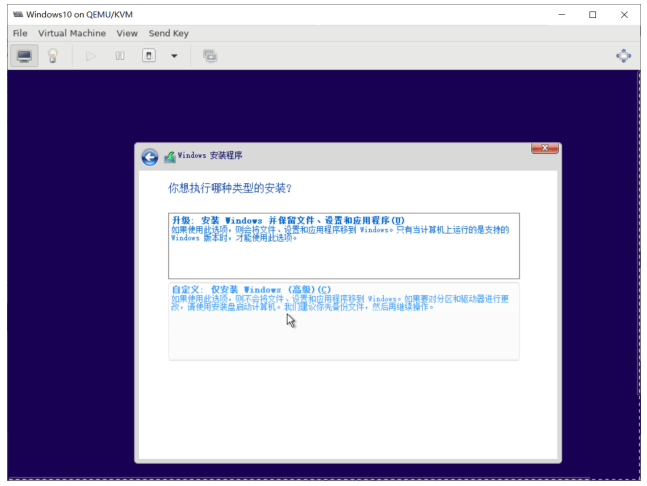 Windows10 on QEMU/KVM
File Virtual Machine View Send Key
Windows 安装程序
你想执行哪种类型的安装?
升级: 安装 Windows 并保留文件、设置和应用程序(U)
如果使用此选项，则会将文件、设置和应用程序移到 Windows。只有当计算机上运行的是支持的
Windows 版本时，才能使用此选项。
自定义: 仅安装 Windows (高级)(C)
如果使用此选项，则不会将文件、设置和应用程序移到 Windows。如果要对分区和驱动器进行更
改，请使用安装盘启动计算机。我们建议你先备份文件，然后再继续操作。